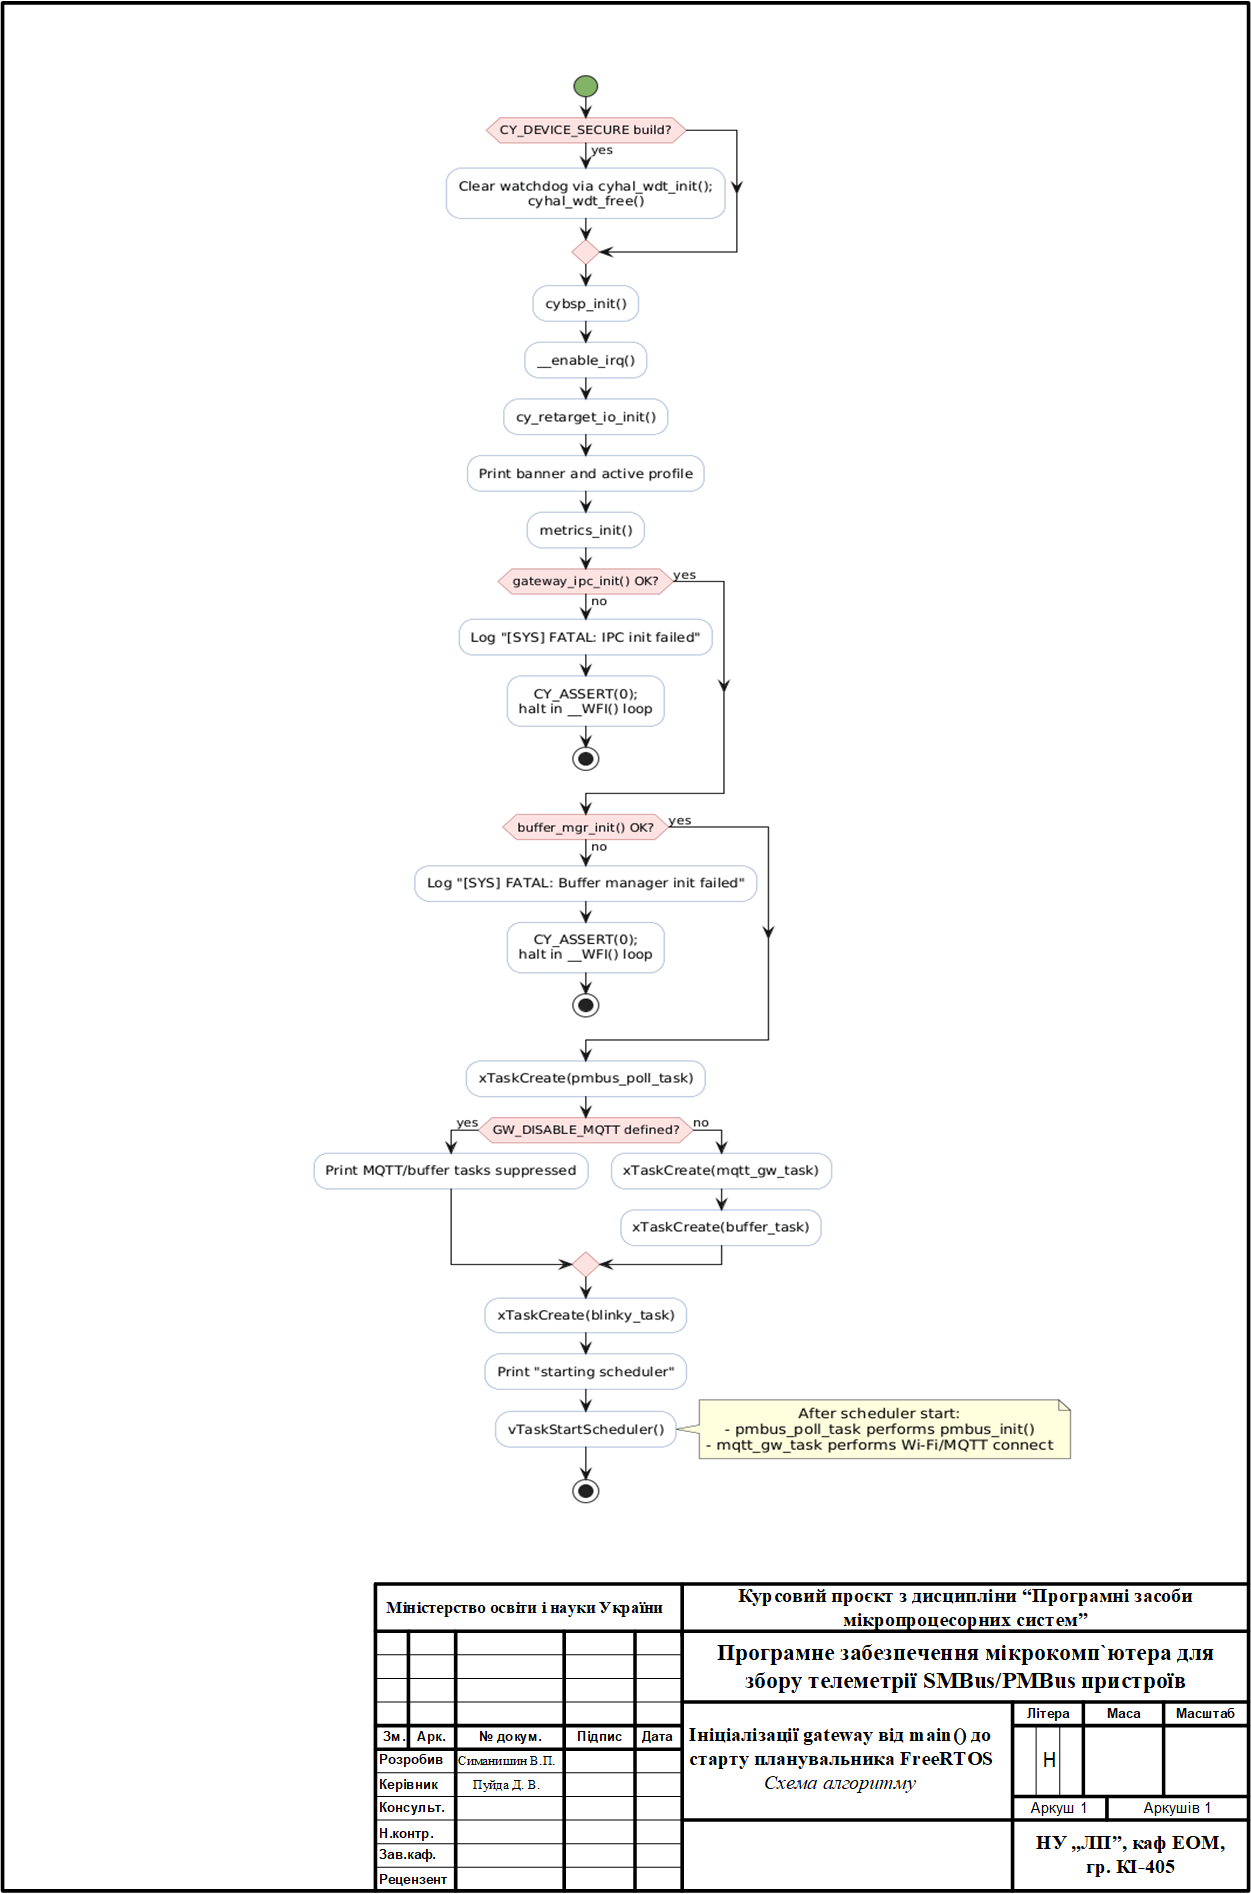 CY_DEVICE_SECURE build?
yes
Clear watchdog via cyhal_wdt_init();
cyhal_wdt_free()
cybsp_init()
__enable_irq()
cy_retarget_io_init()
Print banner and active profile
metrics_init()
gateway_ipc_init() OK?
yes
no
Log "[SYS] FATAL: IPC init failed"
CY_ASSERT(0);
halt in __WFI() loop
buffer_mgr_init() OK?
yes
no
Log "[SYS] FATAL: Buffer manager init failed"
CY_ASSERT(0);
halt in __WFI() loop
xTaskCreate(pmbus_poll_task)
yes
GW_DISABLE_MQTT defined?
no
Print MQTT/buffer tasks suppressed
xTaskCreate(mqtt_gw_task)
xTaskCreate(buffer_task)
xTaskCreate(blinky_task)
Print "starting scheduler"
vTaskStartScheduler()
After scheduler start:
- pmbus_poll_task performs pmbus_init()
- mqtt_gw_task performs Wi-Fi/MQTT connect
Міністерство освіти і науки України
Курсовий проєкт з дисципліни “Програмні засоби
мікропроцесорних систем”
Програмне забезпечення мікрокомп`ютера для
збору телеметрії SMBus/PMBus пристроїв
Зм. Арк. № докум. Підпис Дата
Розробив Симанишин В.П.
Керівник Пуйда Д. В.
Консульт.
Н.контр.
Зав.каф.
Рецензент
Ініціалізації gateway від main() до
старту планувальника FreeRTOS
Схема алгоритму
Літера Маса Масштаб
Н
Аркуш 1 Аркушів 1
НУ „ЛП”, каф ЕОМ,
гр. КІ-405